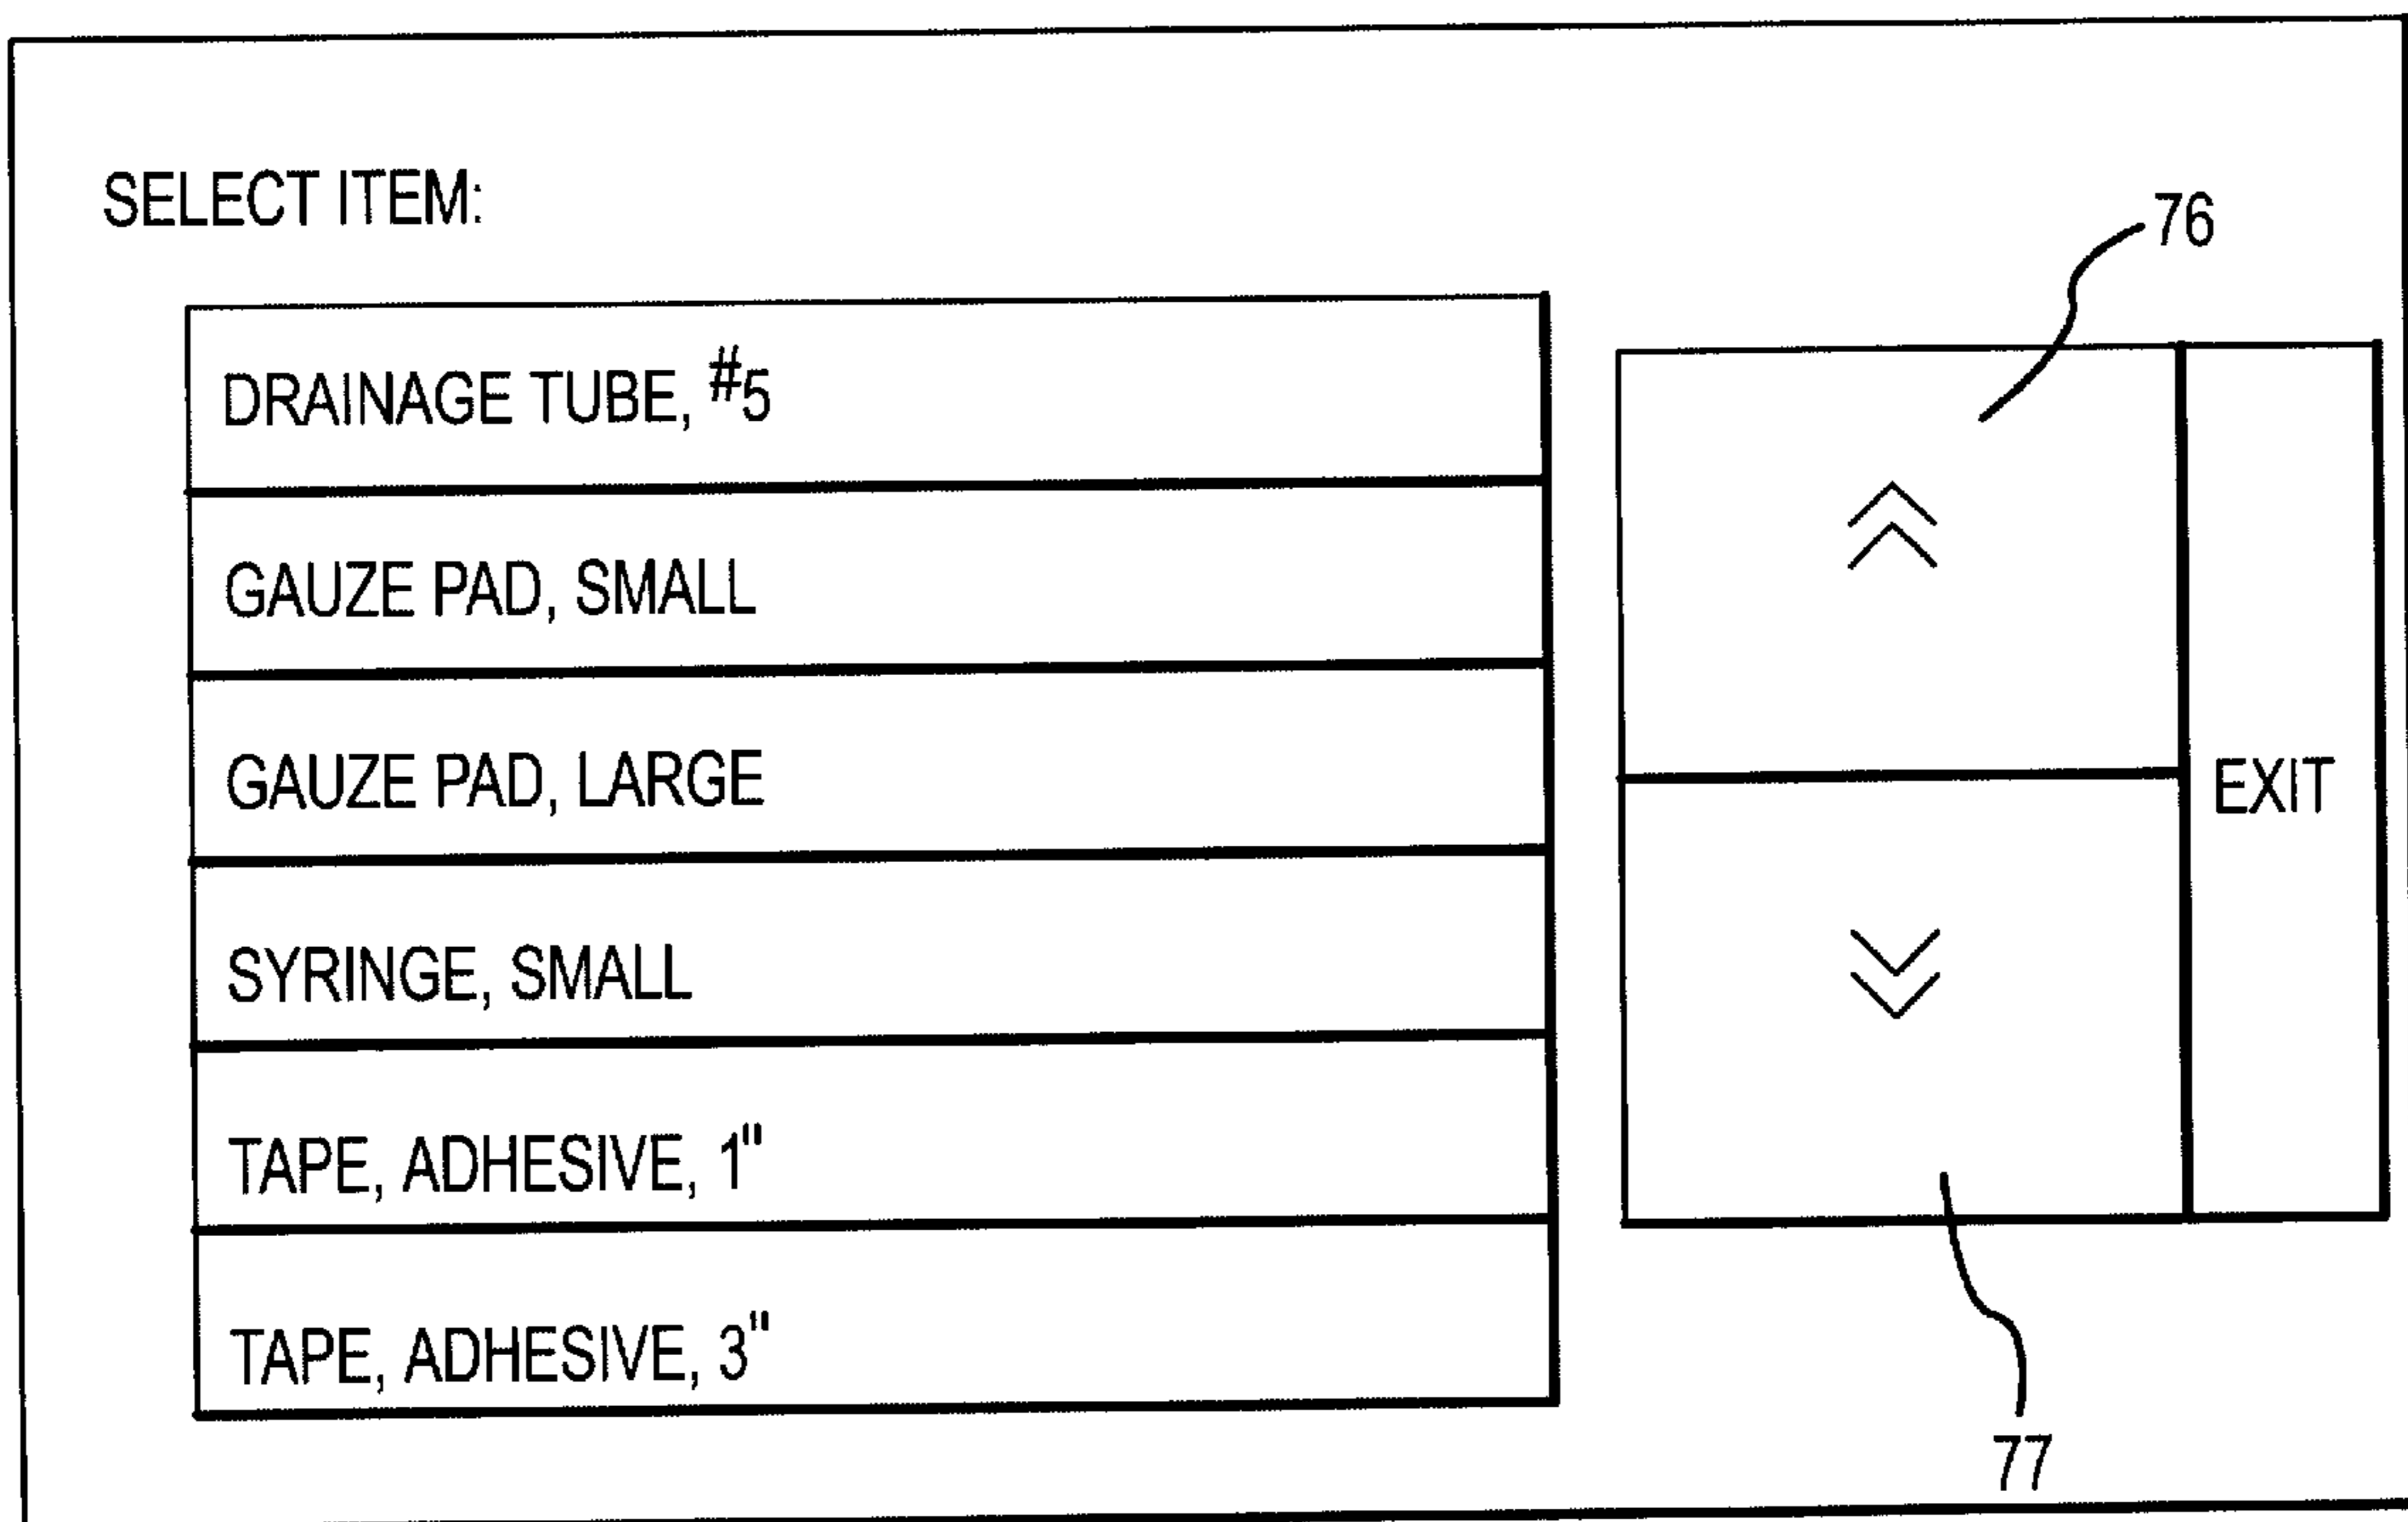 SELECT ITEM:
76
DRAINAGE TUBE, #5
GAUZE PAD, SMALL
GAUZE PAD, LARGE
EXIT
SYRINGE, SMALL
TAPE, ADHESIVE, 1"
TAPE, ADHESIVE, 3"
77